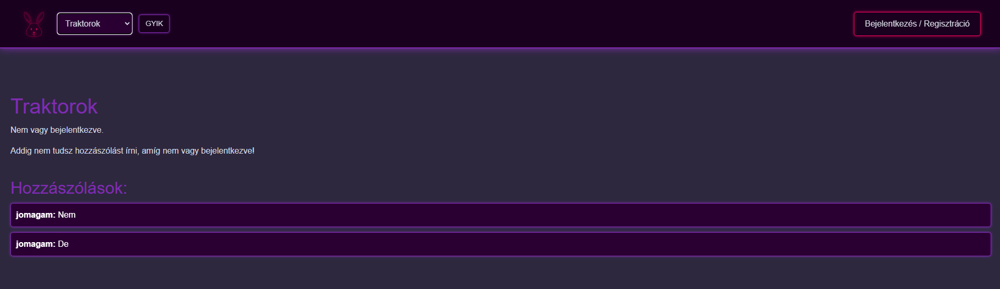 Traktorok GYIK Bejelentkezés / Regisztráció
Traktorok
Nem vagy bejelentkezve.
Addig nem tudsz hozzászólást írni, amíg nem vagy bejelentkezve!
Hozzászólások:
jomagam: Nem
jomagam: De